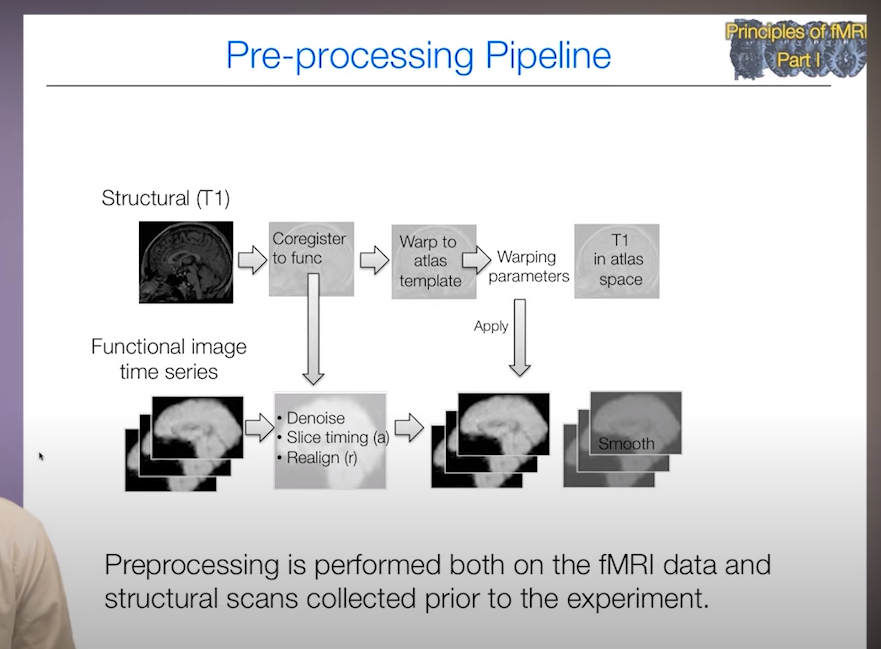 Pre-processing Pipeline
Principles of fMRI
Part I
Structural (T1)
Coregister
to func
Warp to
atlas
template
Warping
parameters
T1
in atlas
space
Apply
Functional image
time series
• Denoise
• Slice timing (a)
• Realign (r)
Smooth
Preprocessing is performed both on the fMRI data and
structural scans collected prior to the experiment.